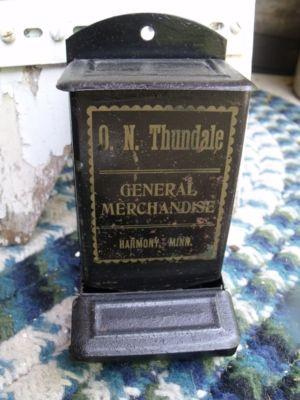 O. N. Thundale
GENERAL
MERCHANDISE
HARMONY, MINN.